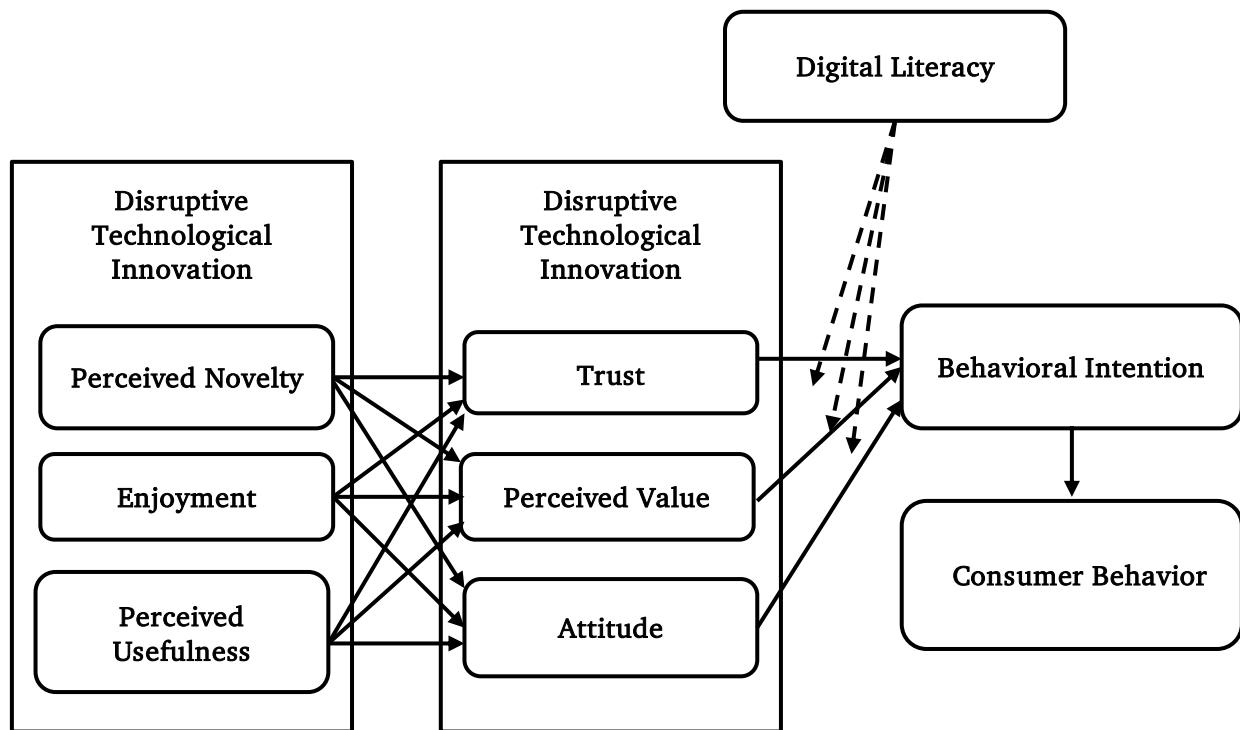 Digital Literacy
Disruptive
Technological
Innovation
Perceived Novelty
Enjoyment
Perceived
Usefulness
Disruptive
Technological
Innovation
Trust
Perceived Value
Attitude
Behavioral Intention
Consumer Behavior